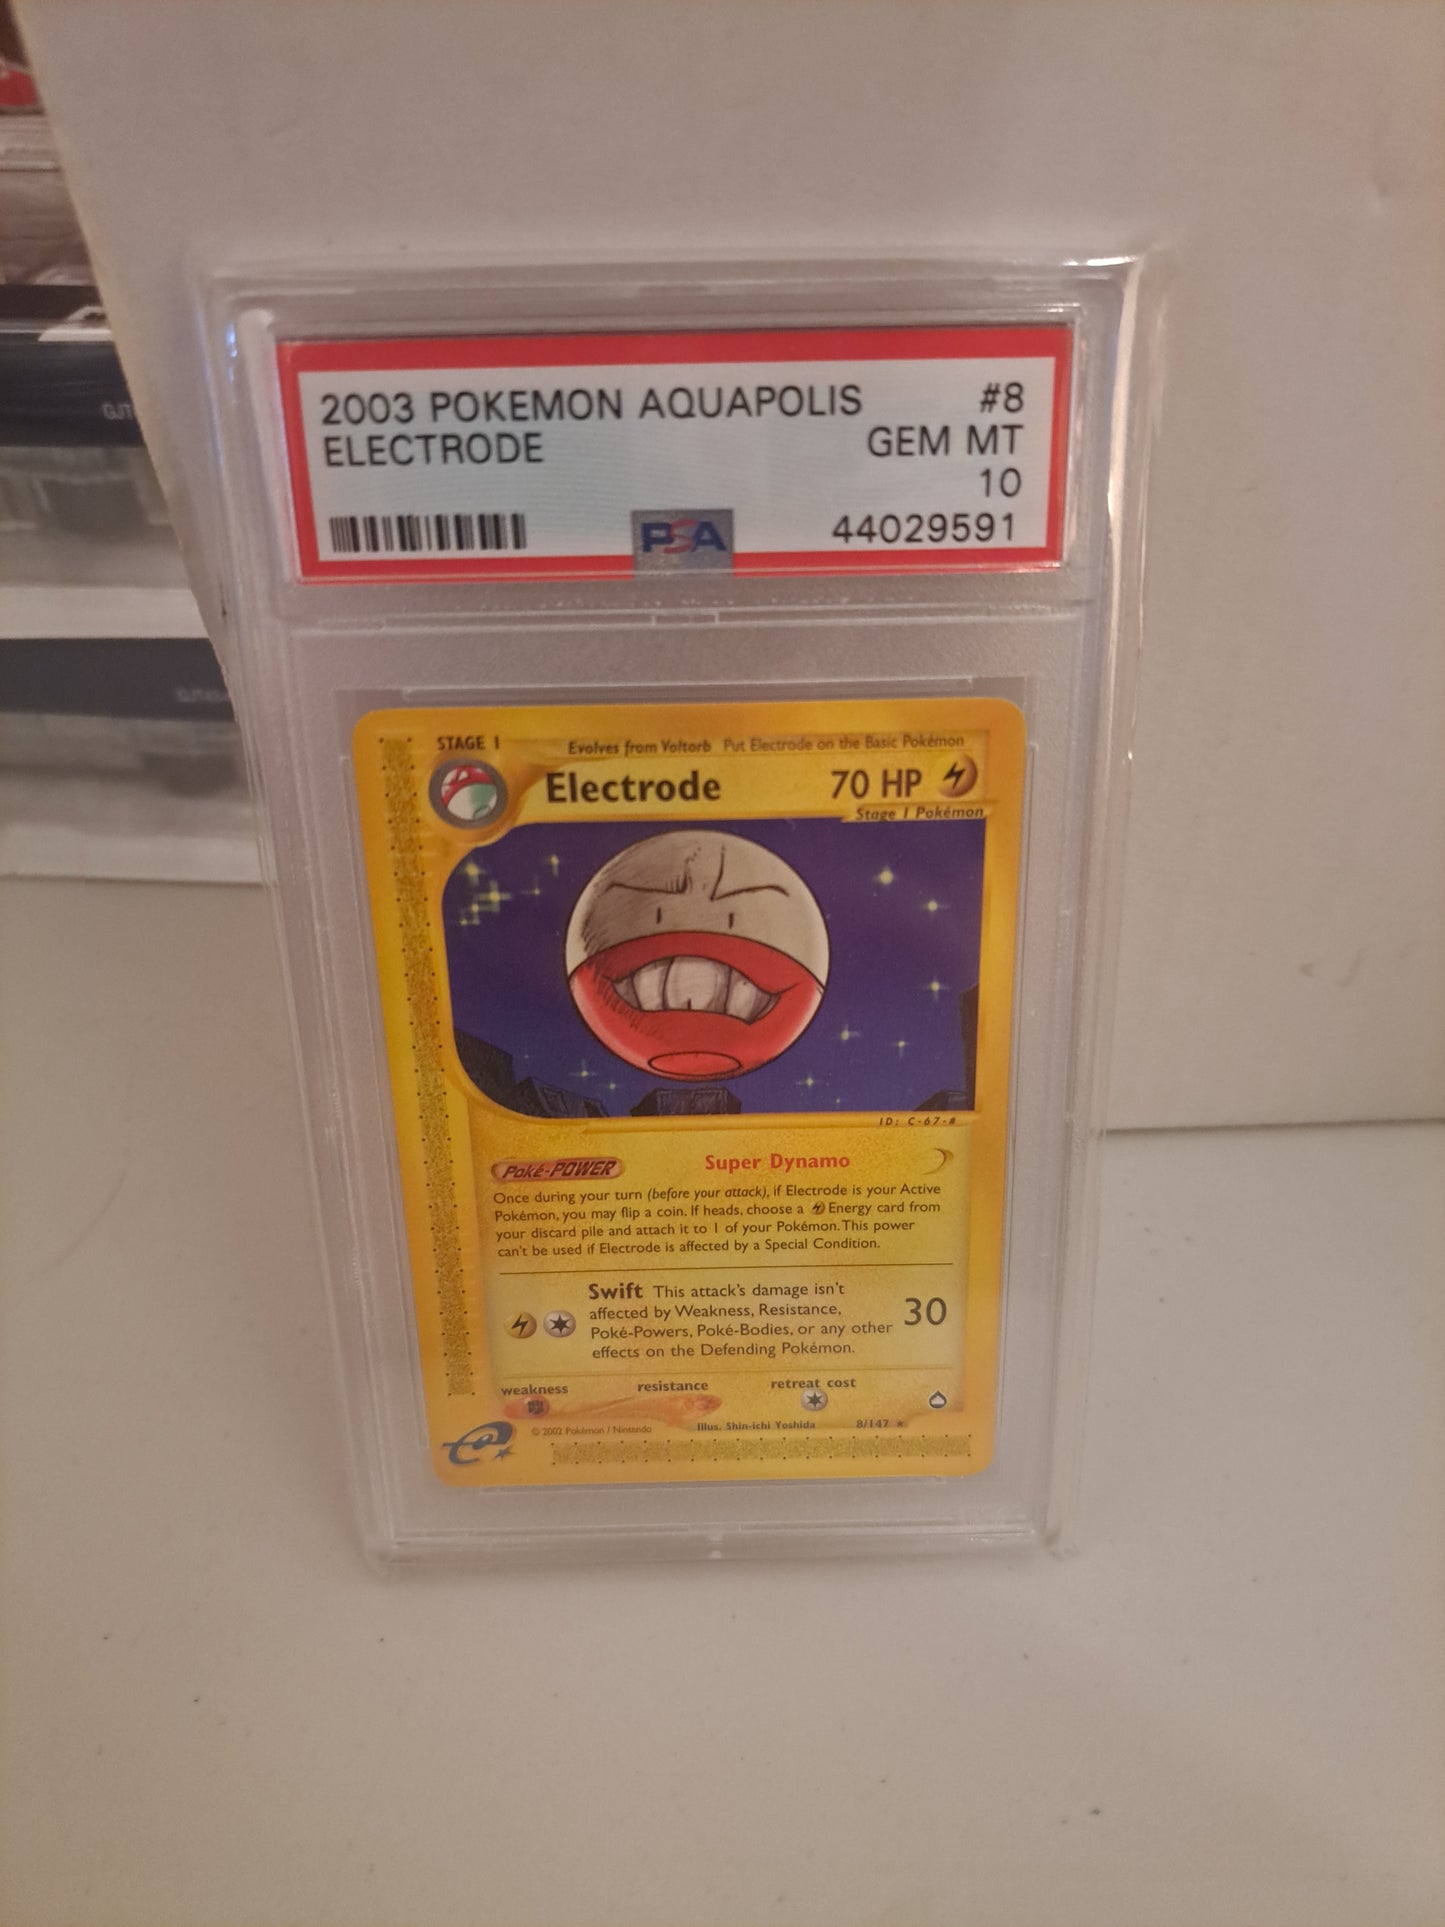 2003 POKEMON AQUAPOLIS #8
ELECTRODE GEM MT
10
PSA 44029591
STAGE 1 Evolves from Voltorb Put Electrode on the Basic Pokémon
Electrode 70 HP
Stage 1 Pokémon
ID: C-67-#
Poké-POWER Super Dynamo
Once during your turn (before your attack), if Electrode is your Active
Pokémon, you may flip a coin. If heads, choose a Energy card from
your discard pile and attach it to 1 of your Pokémon. This power
can't be used if Electrode is affected by a Special Condition.
Swift This attack's damage isn't
affected by Weakness, Resistance,
Poké-Powers, Poké-Bodies, or any other
effects on the Defending Pokémon.
30
weakness resistance retreat cost
© 2002 Pokémon / Nintendo Illus. Shin-ichi Yoshida 8/147
e